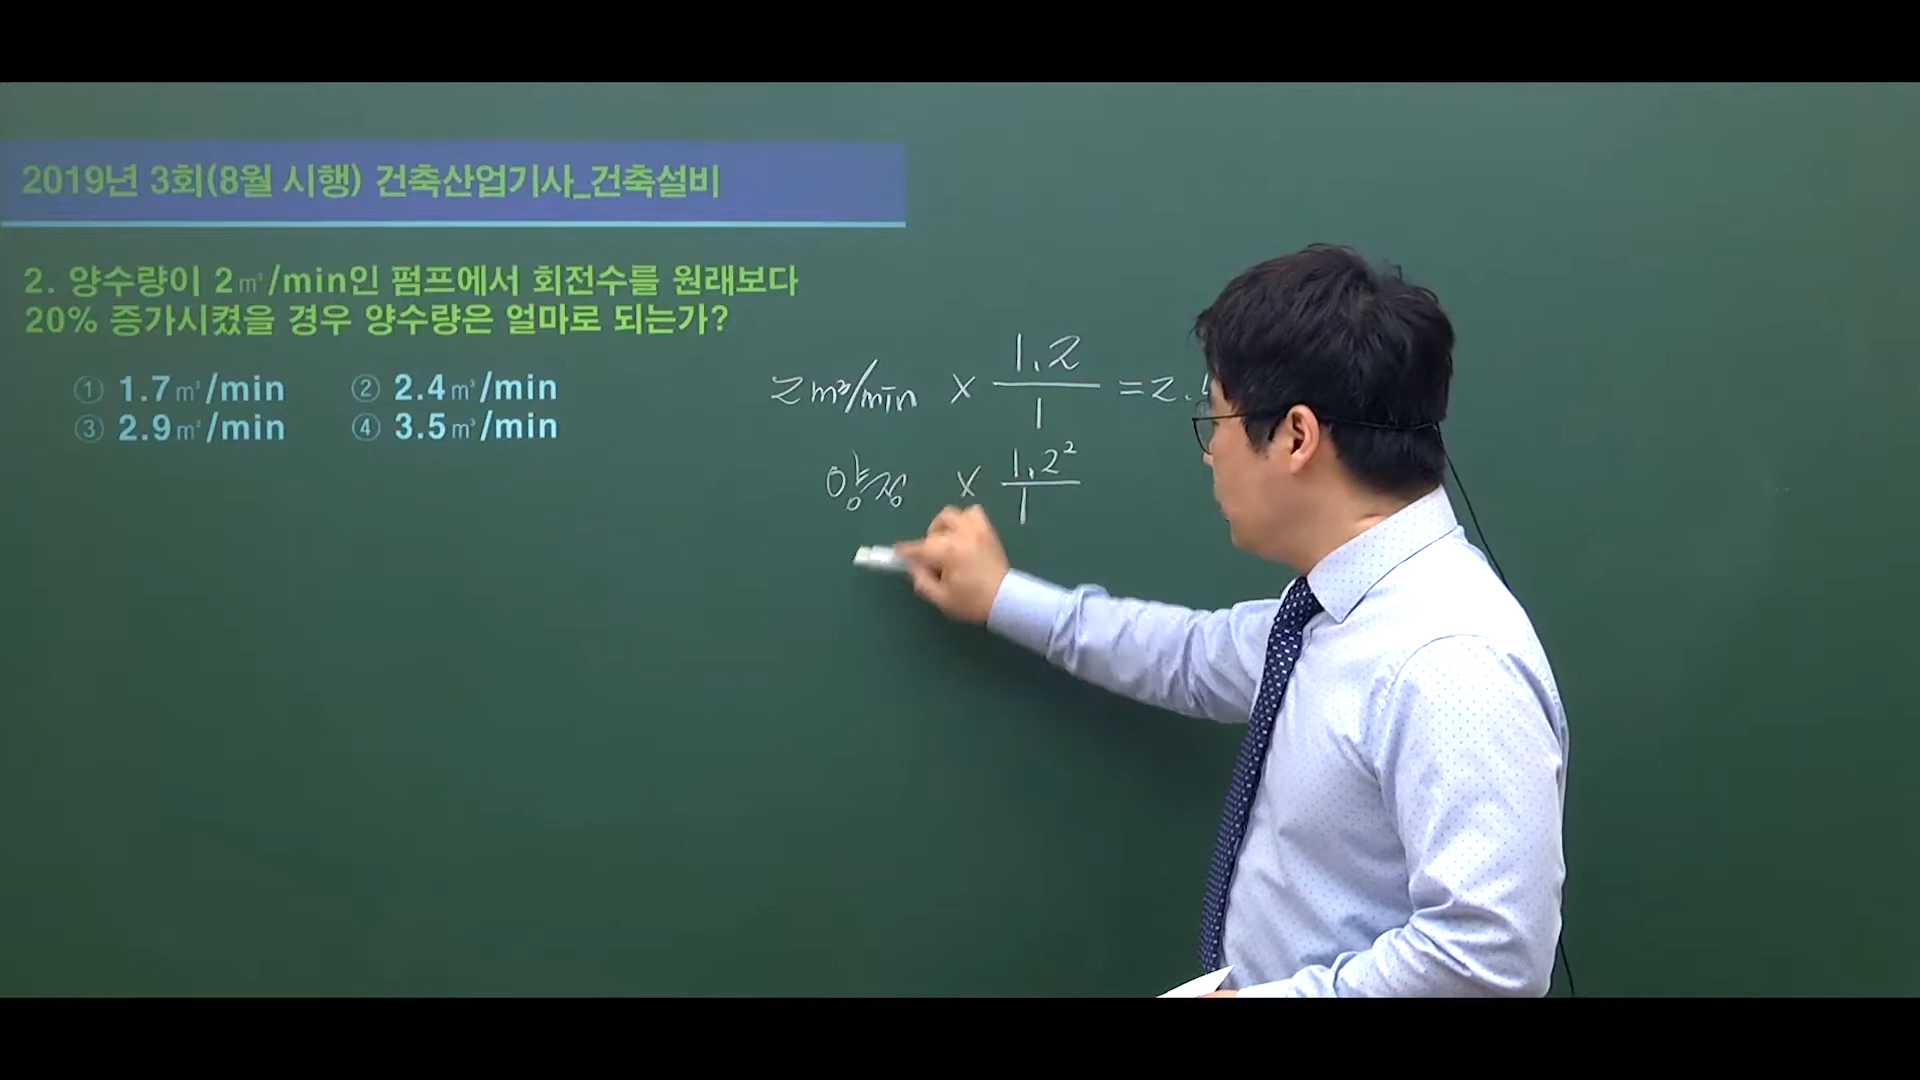 2019년 3회(8월 시행) 건축산업기사_건축설비
2. 양수량이 2㎥/min인 펌프에서 회전수를 원래보다
20% 증가시켰을 경우 양수량은 얼마로 되는가?
① 1.7㎥/min ② 2.4㎥/min
③ 2.9㎥/min ④ 3.5㎥/min
2m³/min × 1.2/1 = 2.
양정 × 1.2²/1